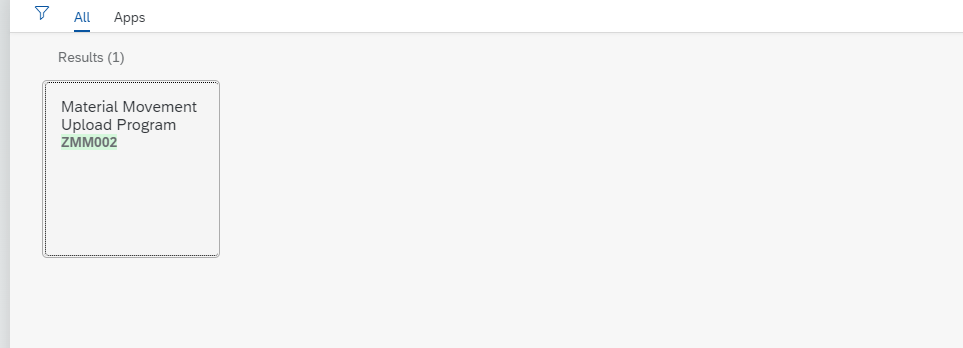 All Apps
Results (1)
Material Movement
Upload Program
ZMM002